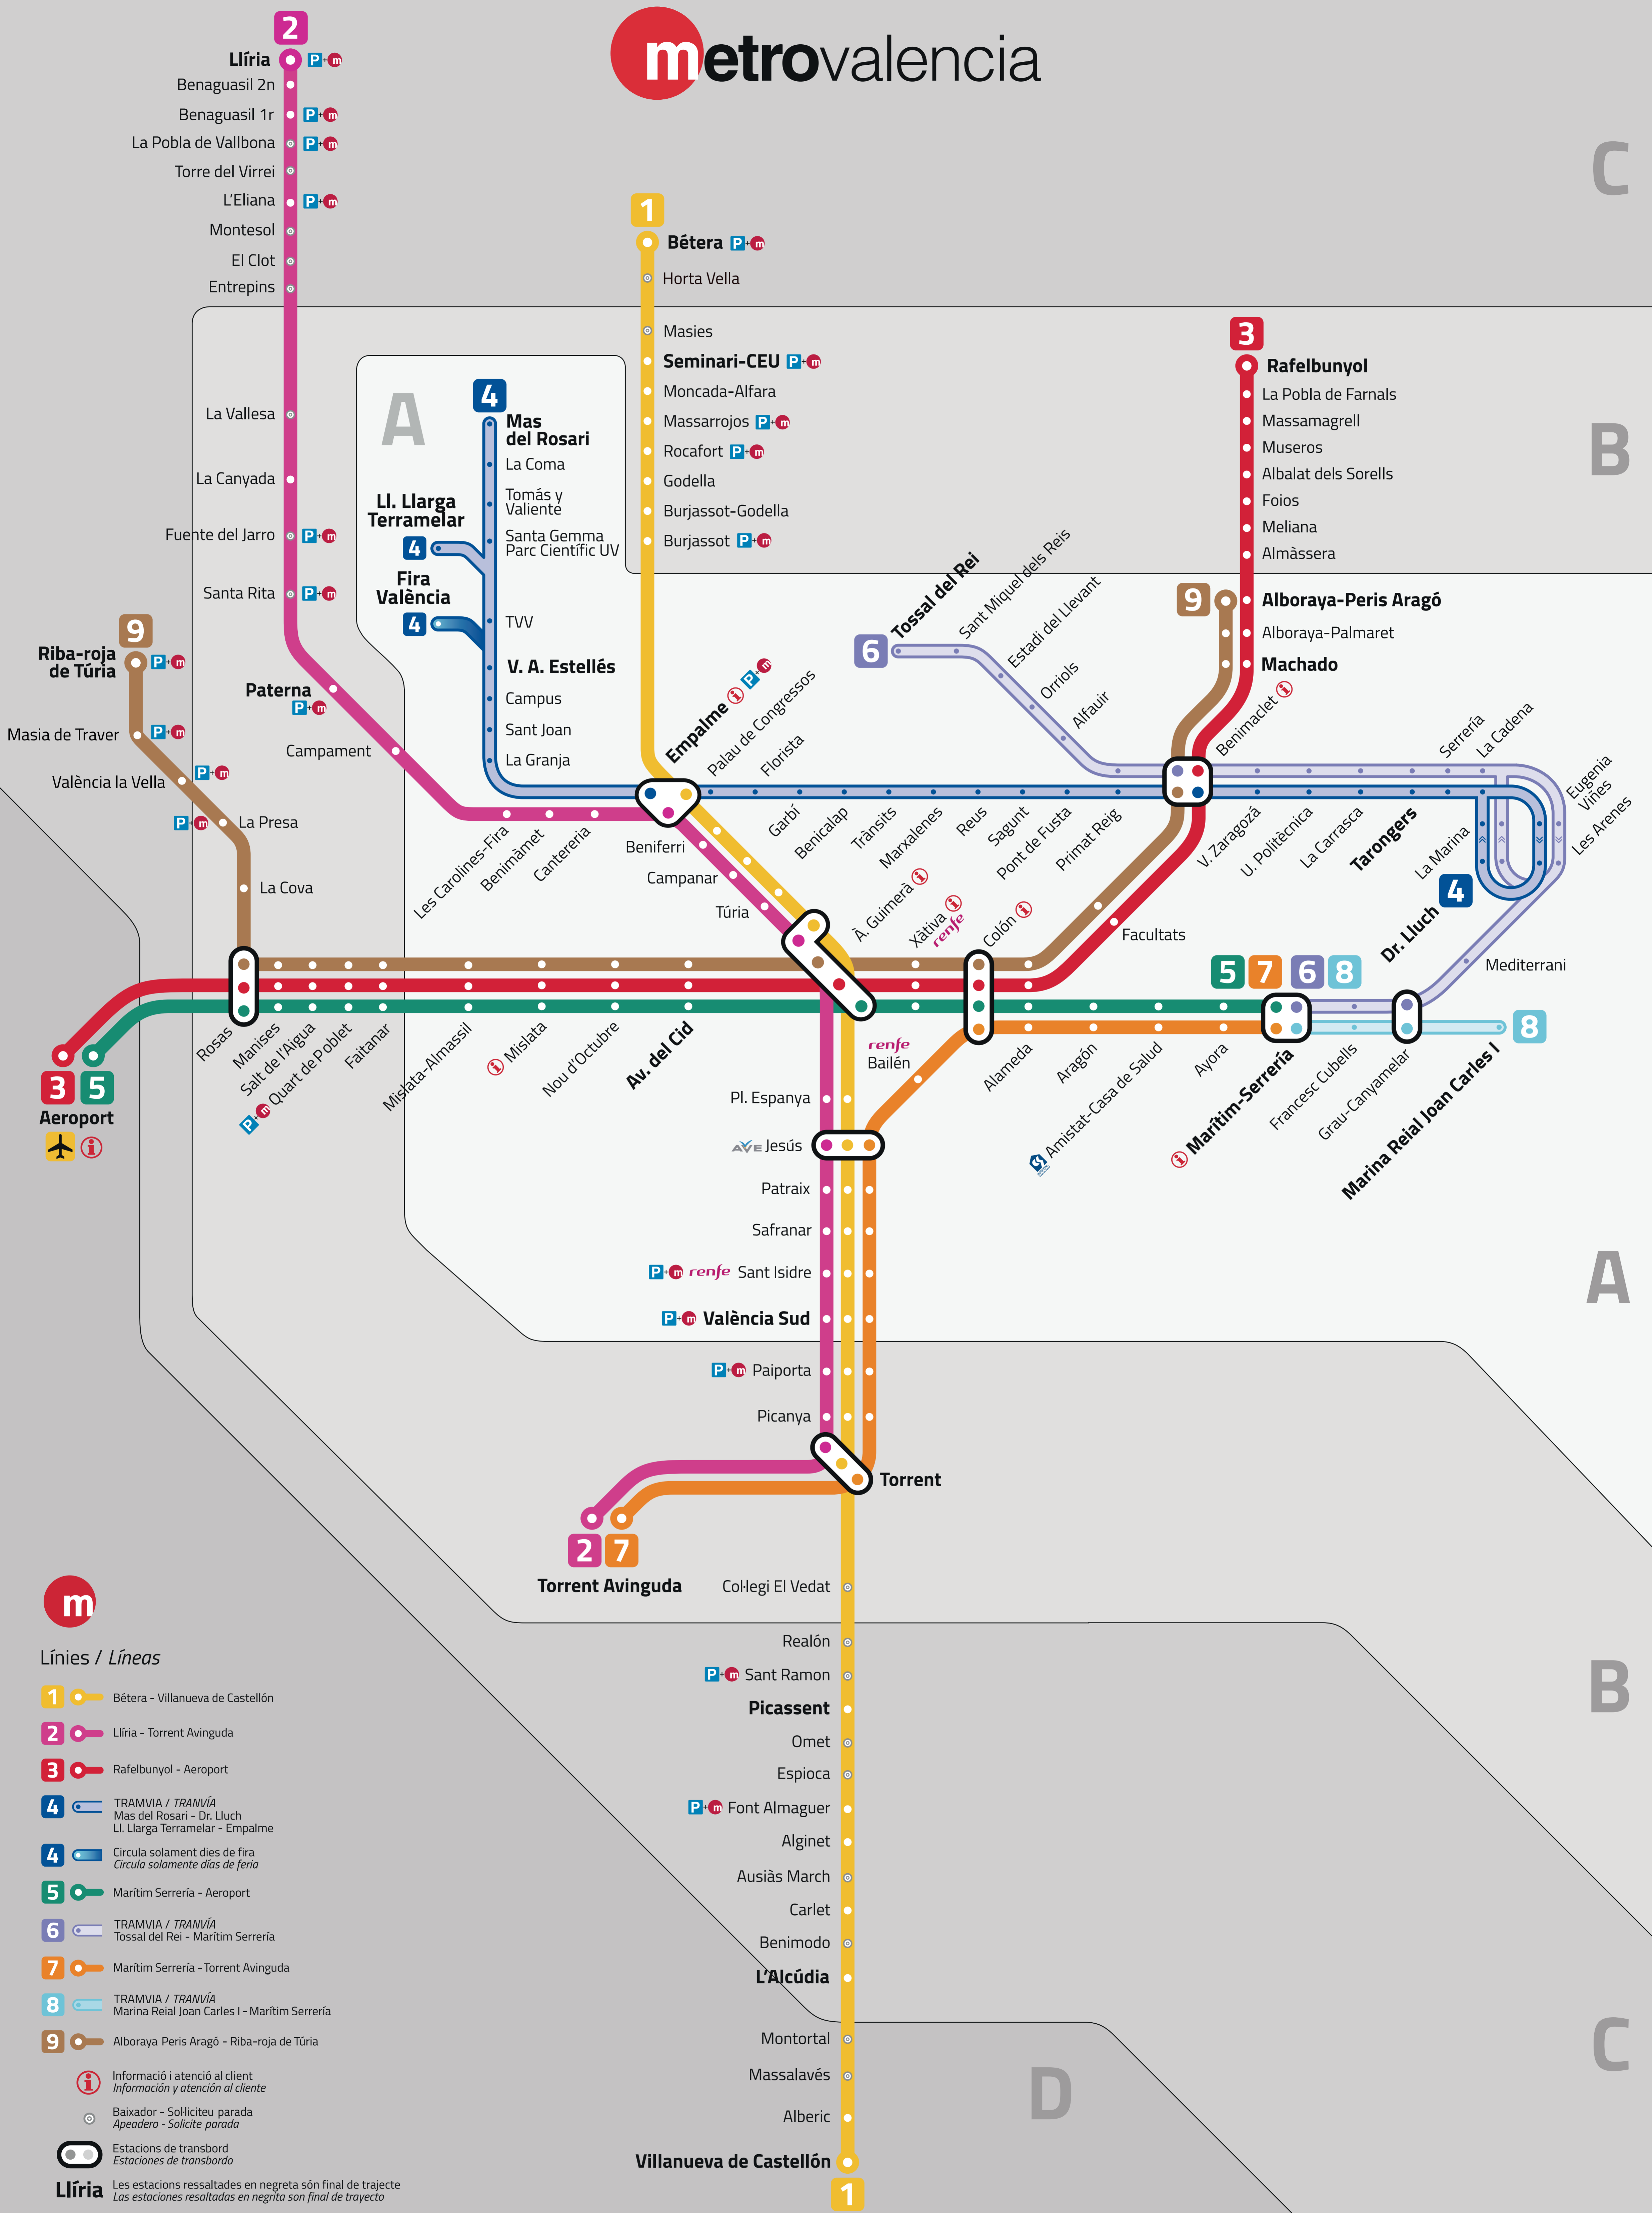 metrovalencia
2
Llíria P+m
Benaguasil 2n
Benaguasil 1r P+m
La Pobla de Vallbona P+m
Torre del Virrei
L'Eliana P+m
Montesol
El Clot
Entrepins
La Vallesa
La Canyada
Fuente del Jarro P+m
Santa Rita P+m
Paterna
P+m
Campament
Les Carolines-Fira
Benimàmet
Cantereria
C
B
A
A
B
C
D
1
Bétera P+m
Horta Vella
Masies
Seminari-CEU P+m
Moncada-Alfara
Massarrojos P+m
Rocafort P+m
Godella
Burjassot-Godella
Burjassot P+m
4
Mas
del Rosari
La Coma
Tomás y
Valiente
Santa Gemma
Parc Científic UV
Ll. Llarga
Terramelar
4
Fira
València
4
TVV
V. A. Estellés
Campus
Sant Joan
La Granja
Empalme i P+m
Palau de Congressos
Florista
Garbí
Benicalap
Trànsits
Marxalenes
Reus
Sagunt
Pont de Fusta
Primat Reig
Benimaclet i
V. Zaragozá
U. Politècnica
La Carrasca
Tarongers
Serrería
La Cadena
Eugenia
Viñes
Les Arenes
La Marina
4
Dr. Lluch
Mediterrani
6
Tossal del Rei
Sant Miquel dels Reis
Estadi del Llevant
Orriols
Alfauir
3
Rafelbunyol
La Pobla de Farnals
Massamagrell
Museros
Albalat dels Sorells
Foios
Meliana
Almàssera
9
Alboraya-Peris Aragó
Alboraya-Palmaret
Machado
Facultats
9
Riba-roja
de Túria P+m
Masia de Traver P+m
València la Vella P+m
P+m La Presa
La Cova
Beniferri
Campanar
Túria
À. Guimerà i
Xàtiva i
renfe
Colón i
Rosas
Manises
Salt de l'Aigua
P+m Quart de Poblet
Faitanar
Mislata-Almassil
i Mislata
Nou d'Octubre
Av. del Cid
3 5
Aeroport
i
renfe
Bailén
Alameda
Aragón
Amistat-Casa de Salud
Ayora
5 7 6 8
i Marítim-Serrería
Francesc Cubells
Grau-Canyamelar
Marina Reial Joan Carles I
8
Pl. Espanya
AVE Jesús
Patraix
Safranar
P+m renfe Sant Isidre
P+m València Sud
P+m Paiporta
Picanya
Torrent
2 7
Torrent Avinguda
Col·legi El Vedat
Realón
P+m Sant Ramon
Picassent
Omet
Espioca
P+m Font Almaguer
Alginet
Ausiàs March
Carlet
Benimodo
L'Alcúdia
Montortal
Massalavés
Alberic
Villanueva de Castellón
1
m
Línies / Líneas
1 Bétera - Villanueva de Castellón
2 Llíria - Torrent Avinguda
3 Rafelbunyol - Aeroport
4 TRAMVIA / TRANVÍA
Mas del Rosari - Dr. Lluch
Ll. Llarga Terramelar - Empalme
4 Circula solament dies de fira
Circula solamente días de feria
5 Marítim Serrería - Aeroport
6 TRAMVIA / TRANVÍA
Tossal del Rei - Marítim Serrería
7 Marítim Serrería - Torrent Avinguda
8 TRAMVIA / TRANVÍA
Marina Reial Joan Carles I - Marítim Serrería
9 Alboraya Peris Aragó - Riba-roja de Túria
i Informació i atenció al client
Información y atención al cliente
Baixador - Sol·liciteu parada
Apeadero - Solicite parada
Estacions de transbord
Estaciones de transbordo
Llíria Les estacions ressaltades en negreta són final de trajecte
Las estaciones resaltadas en negrita son final de trayecto